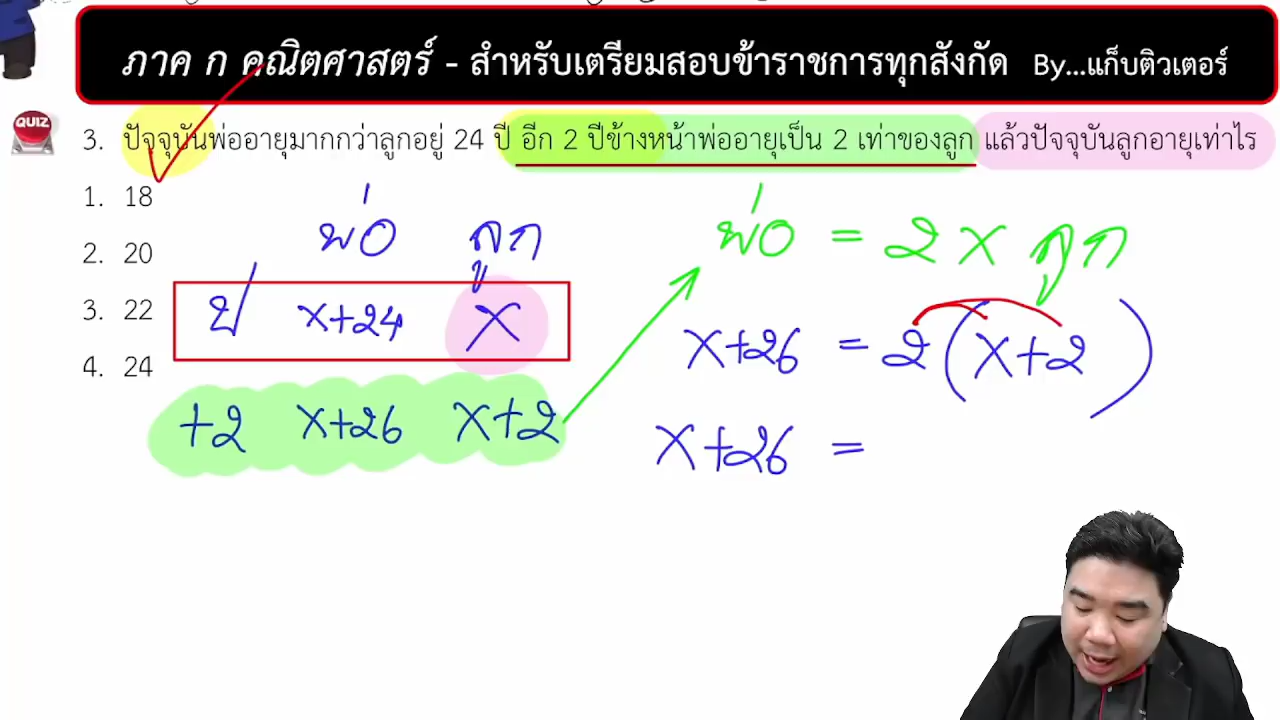 ภาค ก คณิตศาสตร์ - สำหรับเตรียมสอบข้าราชการทุกสังกัด By...แก็บติวเตอร์
QUIZ
3. ปัจจุบันพ่ออายุมากกว่าลูกอยู่ 24 ปี อีก 2 ปีข้างหน้าพ่ออายุเป็น 2 เท่าของลูก แล้วปัจจุบันลูกอายุเท่าไร
1. 18
2. 20
3. 22
4. 24
พ่อ ลูก
ป x+24 x
+2 x+26 x+2
พ่อ = 2 x ลูก
x+26 = 2(x+2)
x+26 =